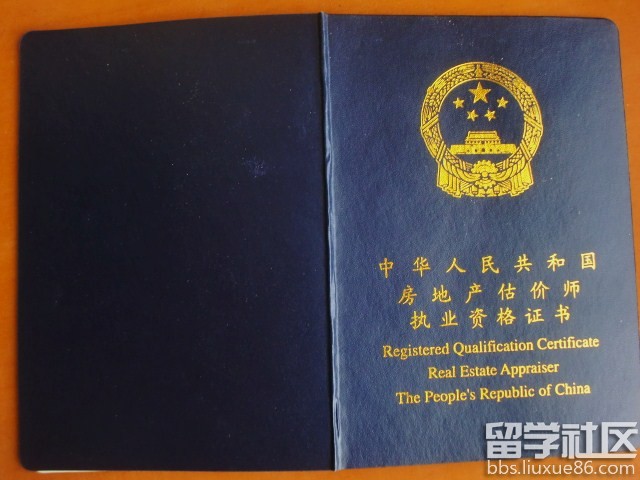 中华人民共和国
房地产估价师
执业资格证书
Registered Qualification Certificate
Real Estate Appraiser
The People's Republic of China
留学社区
bbs.liuxue86.com